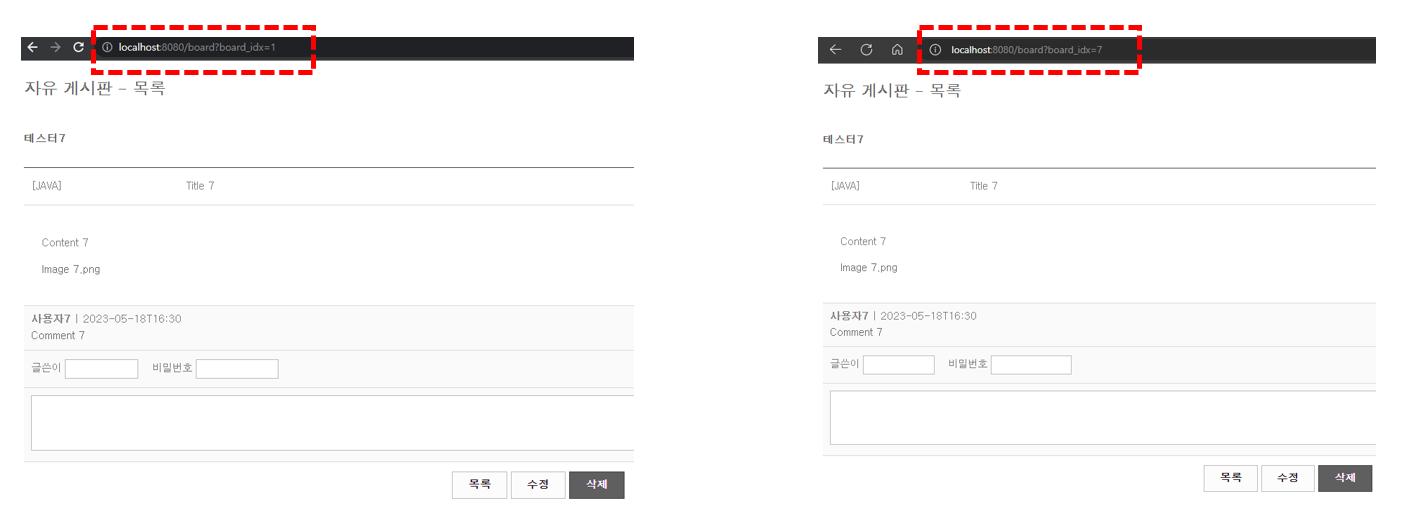 localhost:8080/board?board_idx=1
자유 게시판 - 목록
테스터7
[JAVA] Title 7
Content 7
Image 7.png
사용자7 | 2023-05-18T16:30
Comment 7
글쓴이 비밀번호
목록 수정 삭제
localhost:8080/board?board_idx=7
자유 게시판 - 목록
테스터7
[JAVA] Title 7
Content 7
Image 7.png
사용자7 | 2023-05-18T16:30
Comment 7
글쓴이 비밀번호
목록 수정 삭제